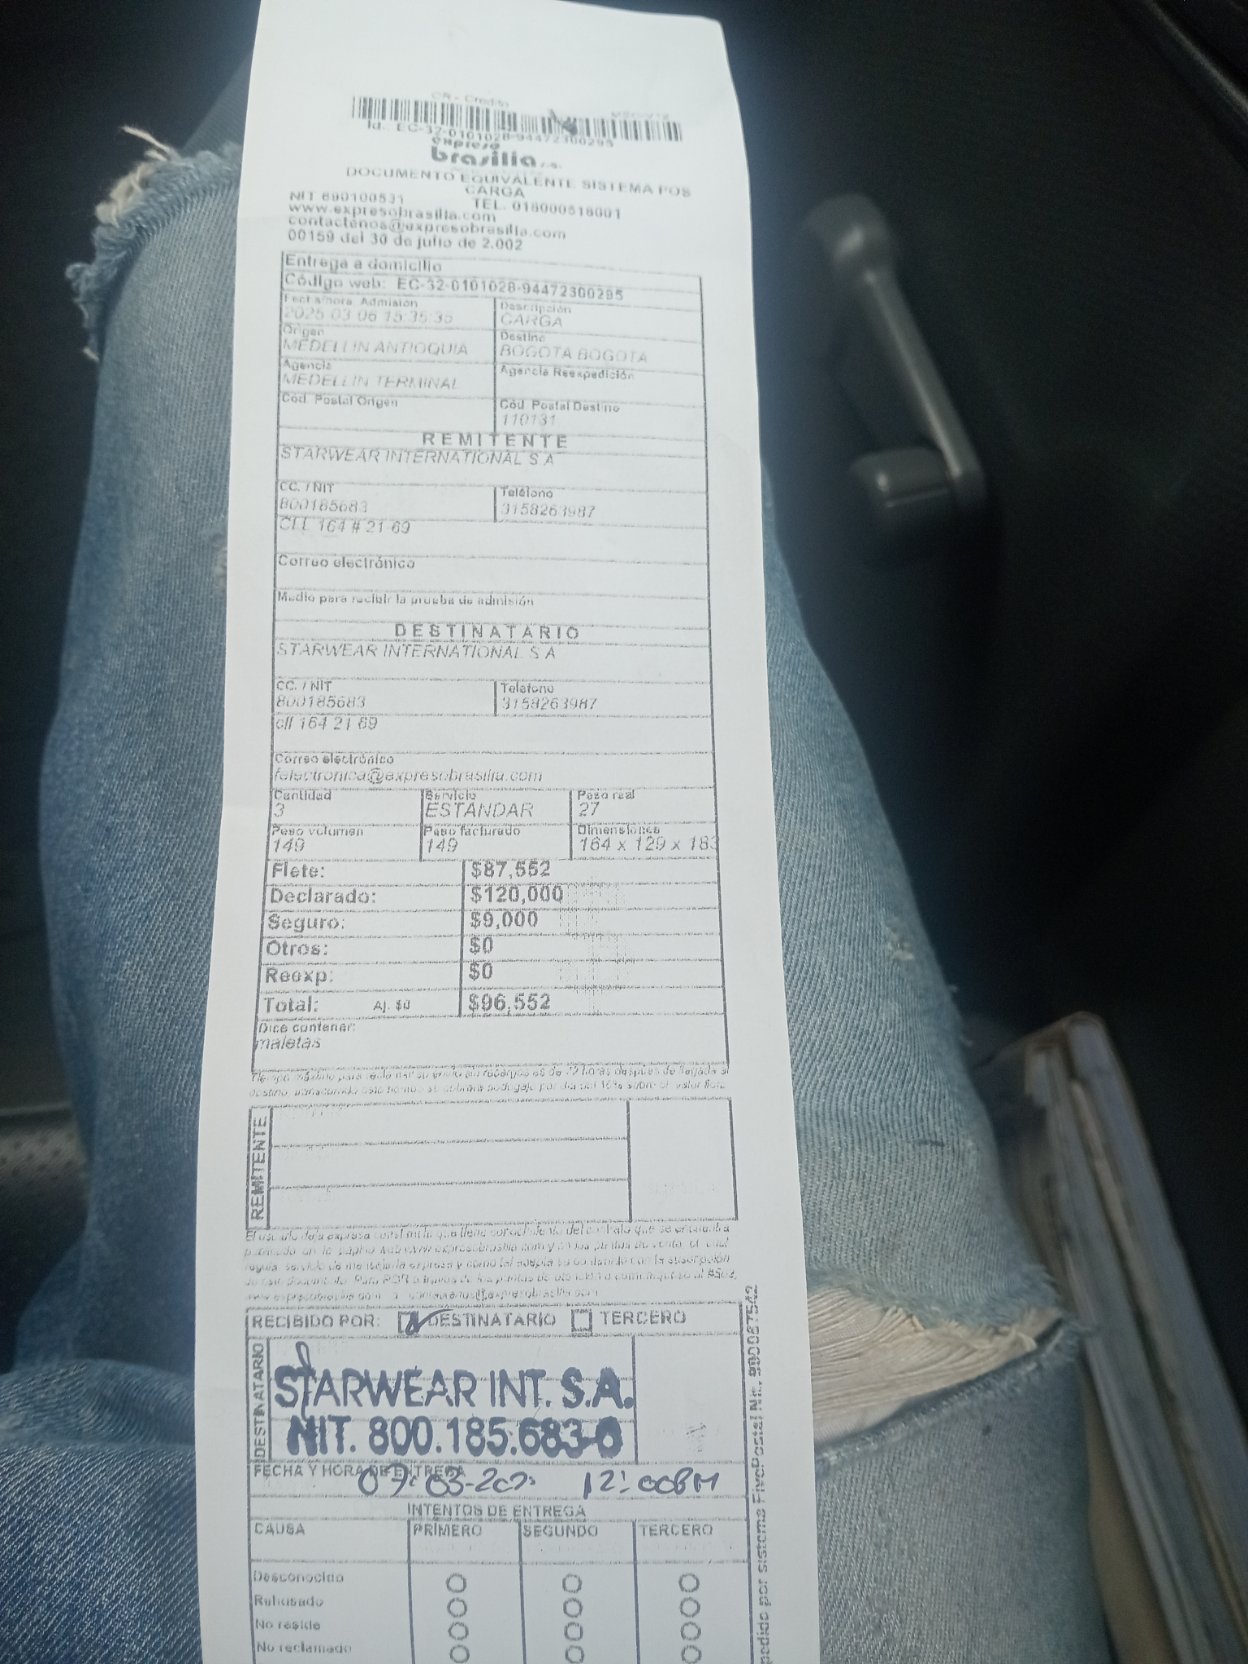 CR - Credito
Id.. EC-32-0101028-94472300295
expreso
brasilia s.a.
DOCUMENTO EQUIVALENTE SISTEMA POS
CARGA
NIT 890100531 TEL. 018000518001
www.expresobrasilia.com
contactenos@expresobrasilia.com
00159 del 30 de julio de 2.002
Entrega a domicilio
Código web: EC-32-0101028-94472300295
Fecha hora Admisión Descripción
2025 03 06 15:35:35 CARGA
Origen Destino
MEDELLIN ANTIOQUIA BOGOTA BOGOTA
Agencia Agencia Reexpedición
MEDELLIN TERMINAL
Cod Postal Origen Cod Postal Destino
110131
REMITENTE
STARWEAR INTERNATIONAL S A
CC. / NIT Teléfono
800185683 3158263987
CLL 164 # 21 69
Correo electrónico
Medio para recibir la prueba de admisión
DESTINATARIO
STARWEAR INTERNATIONAL S A
CC. / NIT Telefono
800185683 3158263987
cll 164 21 69
Correo electrónico
felectronica@expresobrasilia.com
Cantidad Servicio Peso real
3 ESTANDAR 27
Peso volumen Peso facturado Dimensiones
149 149 164 x 129 x 183
Flete: $87,552
Declarado: $120,000
Seguro: $9,000
Otros: $0
Reexp: $0
Total: Aj. $0 $96,552
Dice contener:
maletas
REMITENTE
RECIBIDO POR: DESTINATARIO TERCERO
DESTINATARIO
STARWEAR INT. S.A.
NIT. 800.185.683-0
FECHA Y HORA DE ENTREGA
12:00PM
INTENTOS DE ENTREGA
CAUSA PRIMERO SEGUNDO TERCERO
Desconocido
Rehusado
No reside
No reclamado